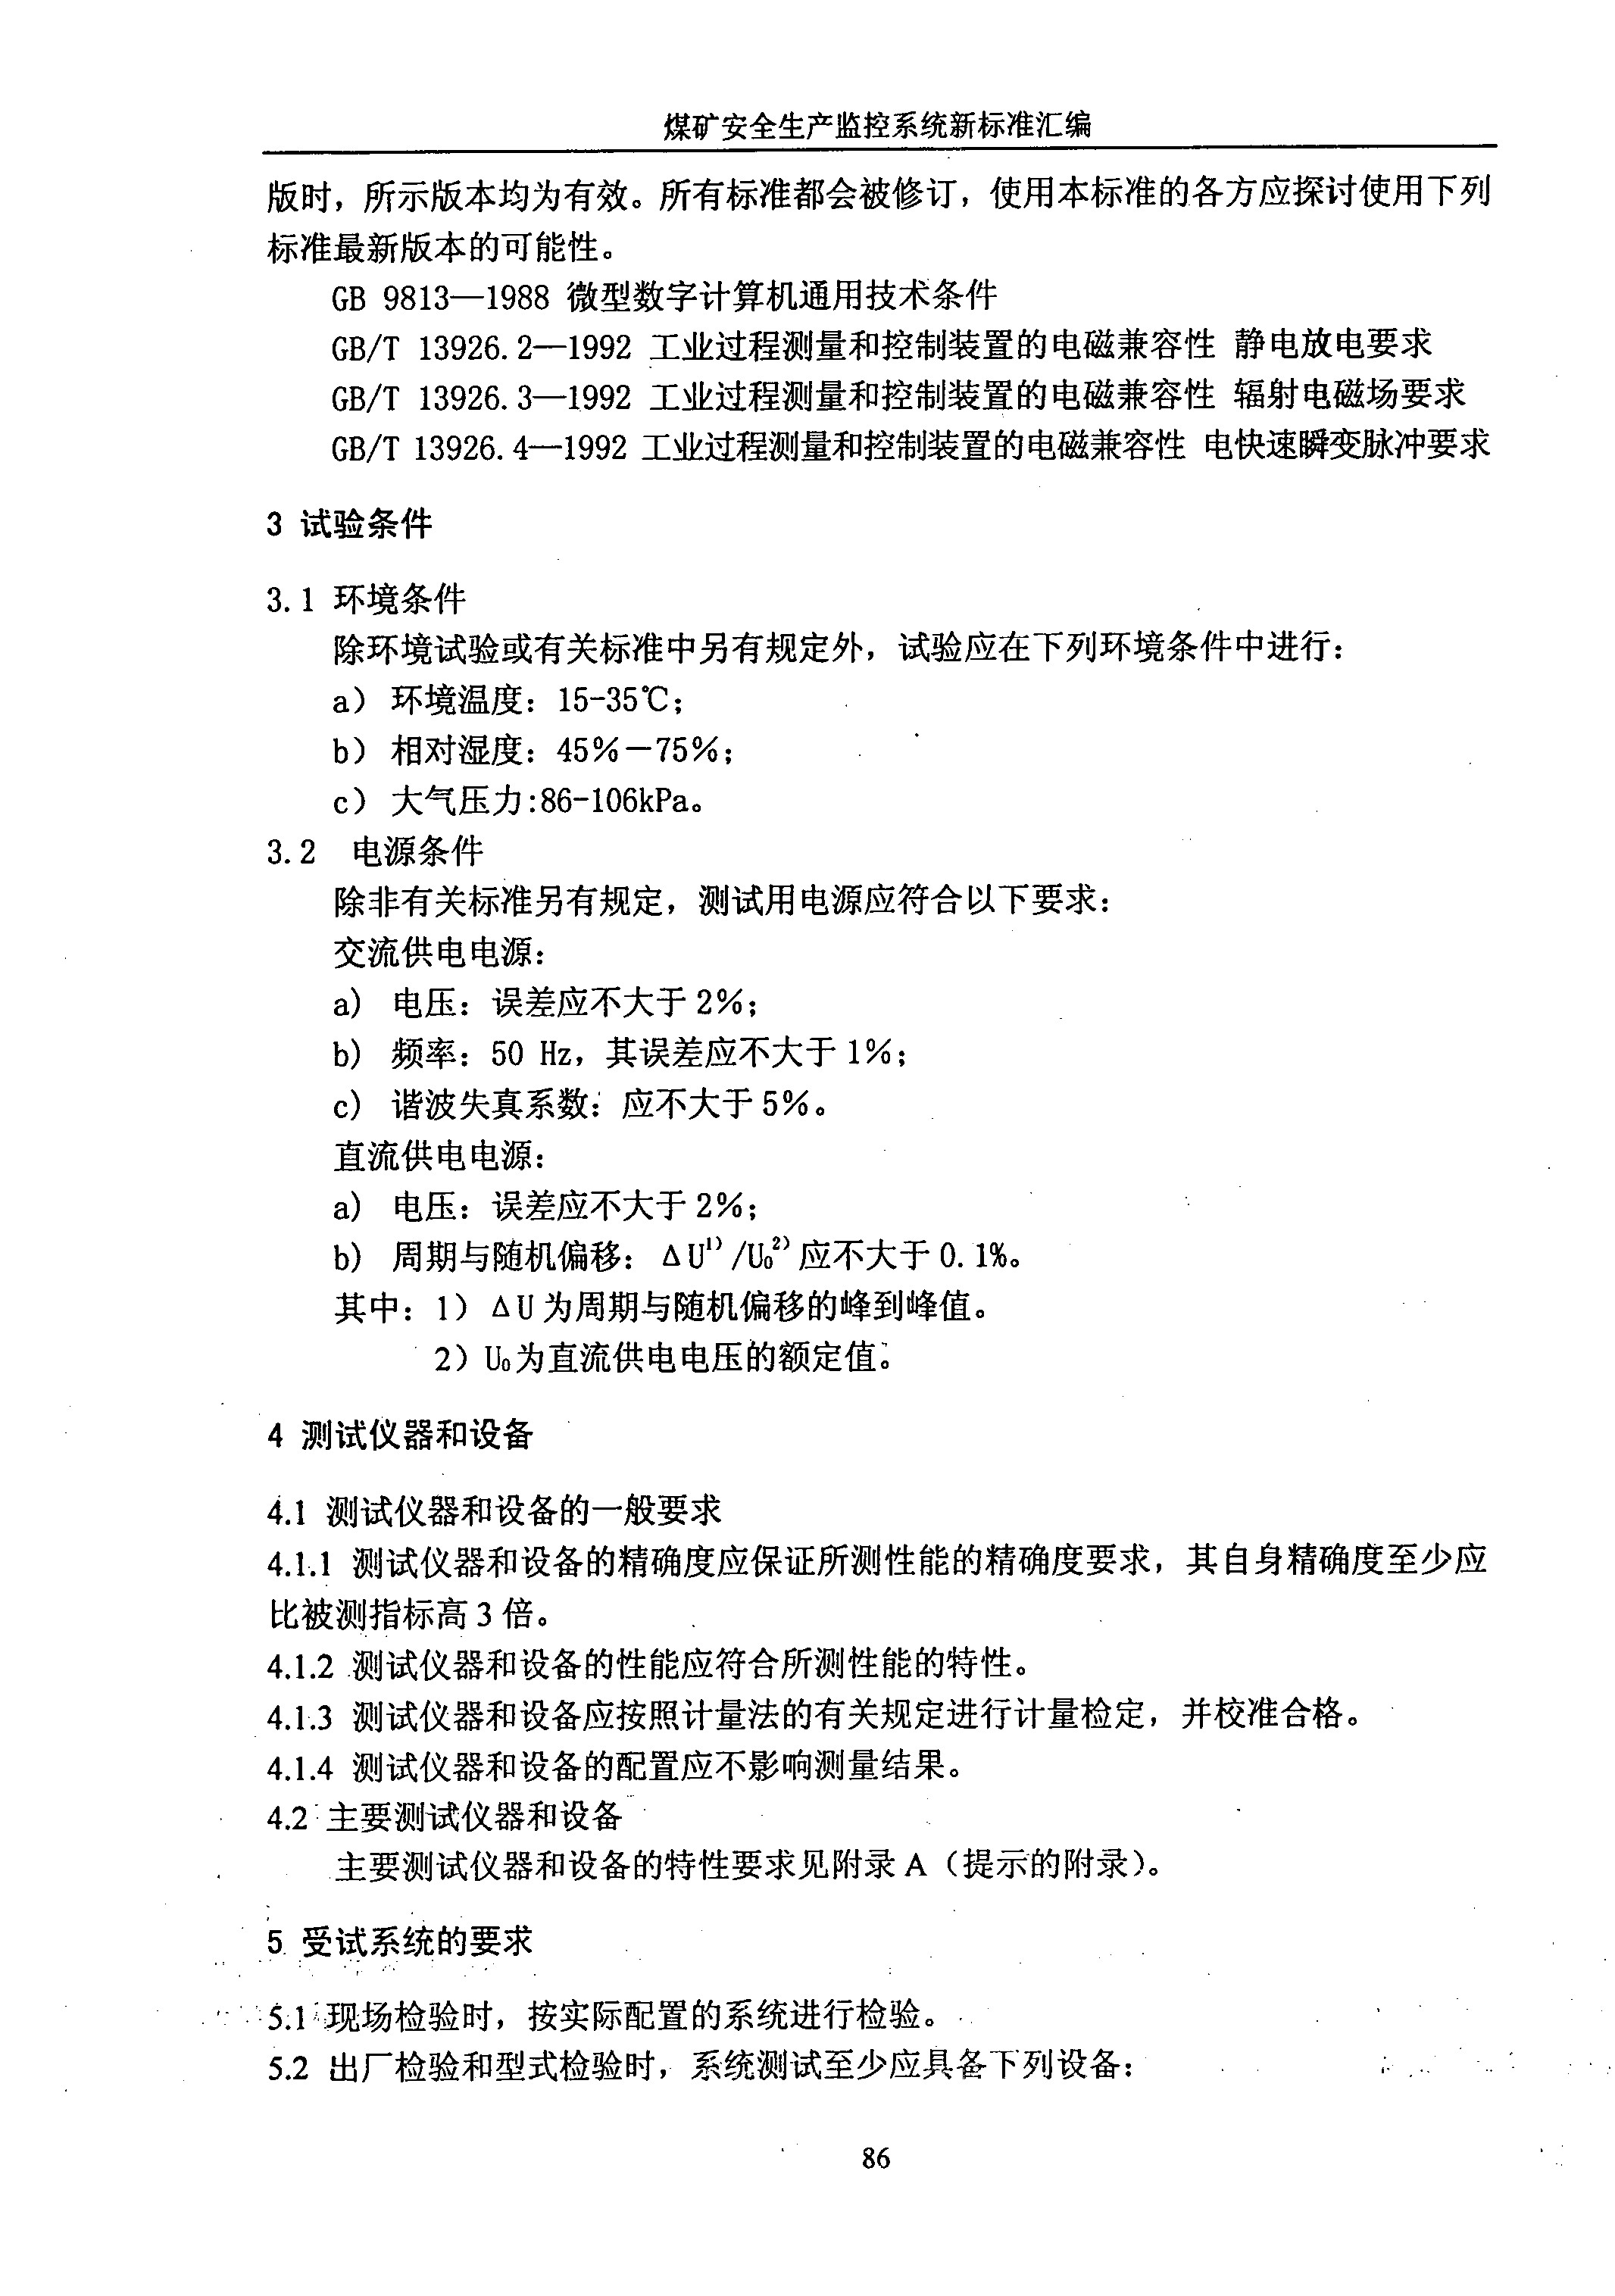 煤矿安全生产监控系统新标准汇编
版时，所示版本均为有效。所有标准都会被修订，使用本标准的各方应探讨使用下列
标准最新版本的可能性。
GB 9813—1988 微型数字计算机通用技术条件
GB/T 13926.2—1992 工业过程测量和控制装置的电磁兼容性 静电放电要求
GB/T 13926.3—1992 工业过程测量和控制装置的电磁兼容性 辐射电磁场要求
GB/T 13926.4—1992 工业过程测量和控制装置的电磁兼容性 电快速瞬变脉冲要求
3 试验条件
3.1 环境条件
除环境试验或有关标准中另有规定外，试验应在下列环境条件中进行：
a） 环境温度：15-35℃；
b） 相对湿度：45%－75%；
c） 大气压力:86-106kPa。
3.2 电源条件
除非有关标准另有规定，测试用电源应符合以下要求：
交流供电电源：
a) 电压：误差应不大于2%；
b) 频率：50 Hz，其误差应不大于1%；
c) 谐波失真系数：应不大于5%。
直流供电电源：
a) 电压：误差应不大于2%；
b) 周期与随机偏移：ΔU¹⁾/U₀²⁾应不大于0.1%。
其中：1）ΔU为周期与随机偏移的峰到峰值。
2）U₀为直流供电电压的额定值。
4 测试仪器和设备
4.1 测试仪器和设备的一般要求
4.1.1 测试仪器和设备的精确度应保证所测性能的精确度要求，其自身精确度至少应
比被测指标高3倍。
4.1.2 测试仪器和设备的性能应符合所测性能的特性。
4.1.3 测试仪器和设备应按照计量法的有关规定进行计量检定，并校准合格。
4.1.4 测试仪器和设备的配置应不影响测量结果。
4.2 主要测试仪器和设备
主要测试仪器和设备的特性要求见附录A（提示的附录）。
5 受试系统的要求
5.1 现场检验时，按实际配置的系统进行检验。
5.2 出厂检验和型式检验时，系统测试至少应具备下列设备：
86